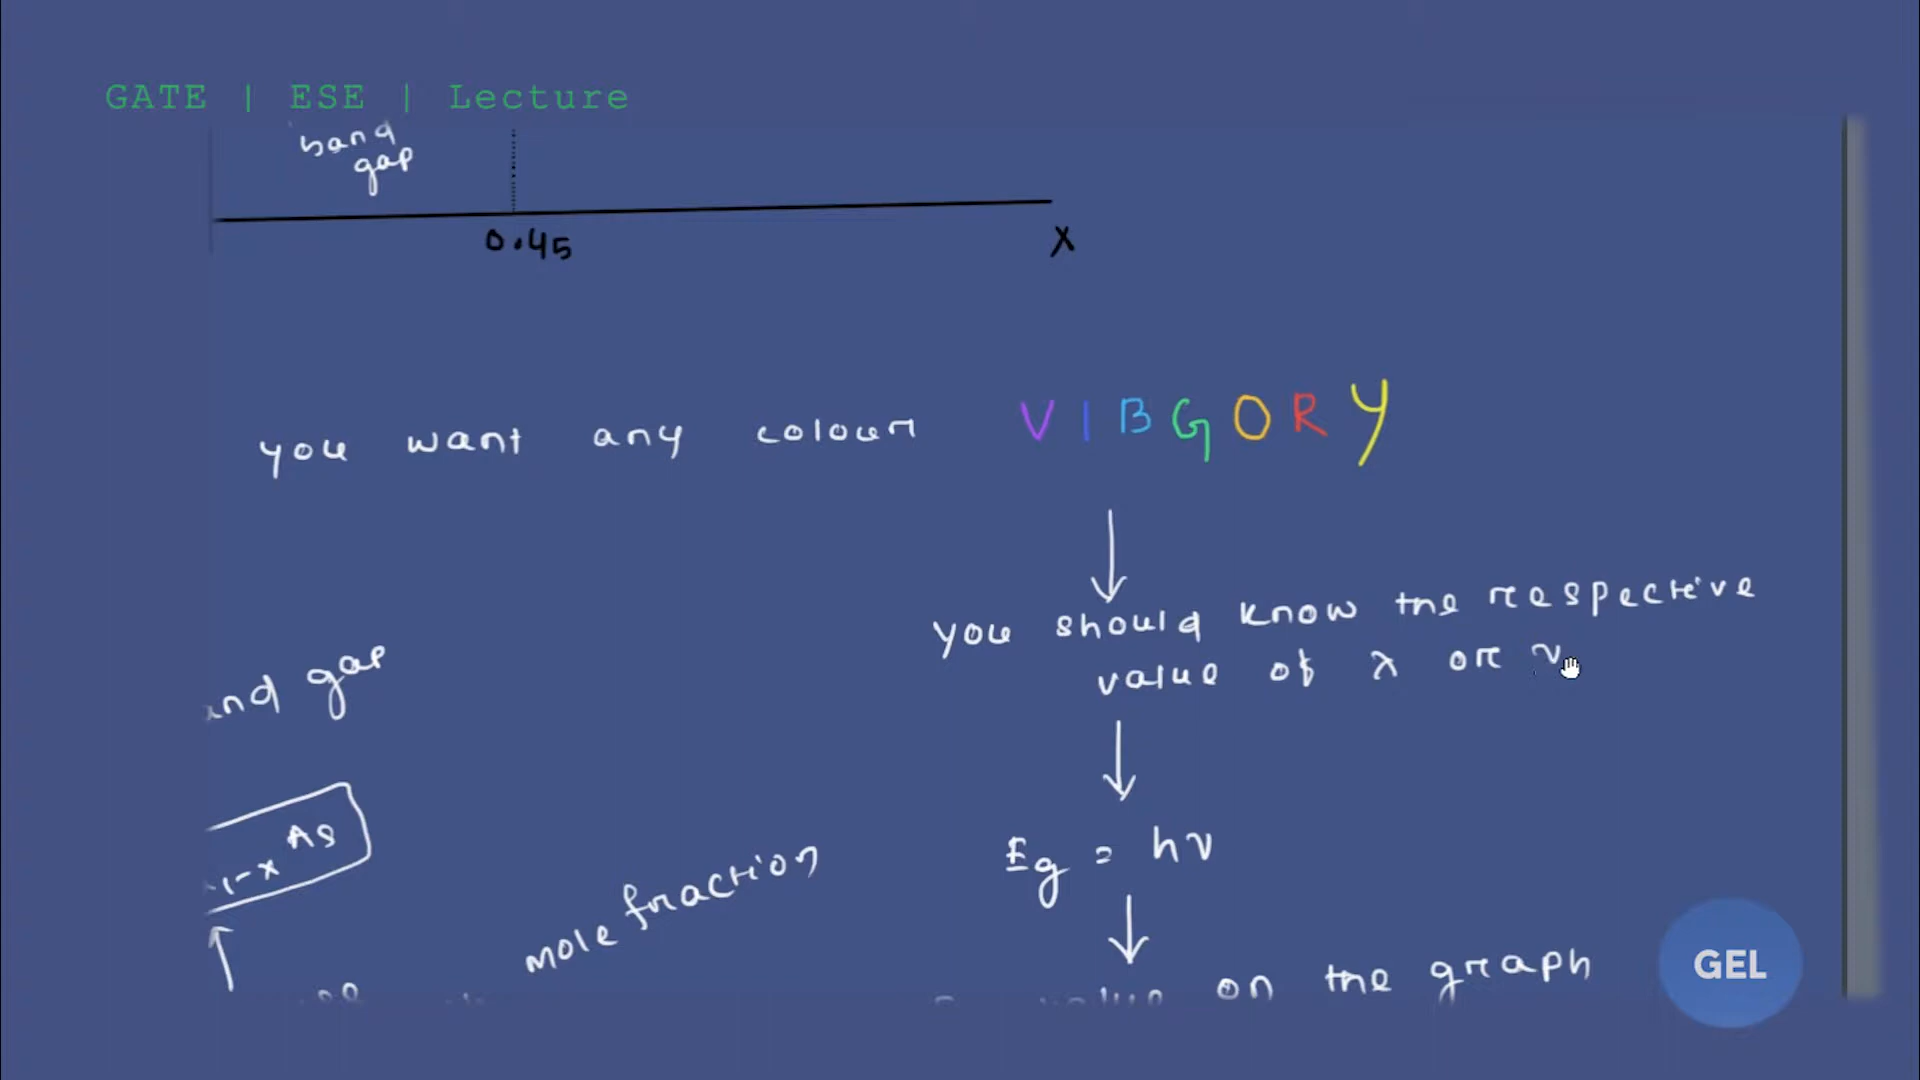 GATE | ESE | Lecture
band
gap
0.45
X
you want any colour VIBGORY
you should know the respective
value of λ or ν
gap
1-x As
Eg = hν
mole fraction
on the graph
GEL